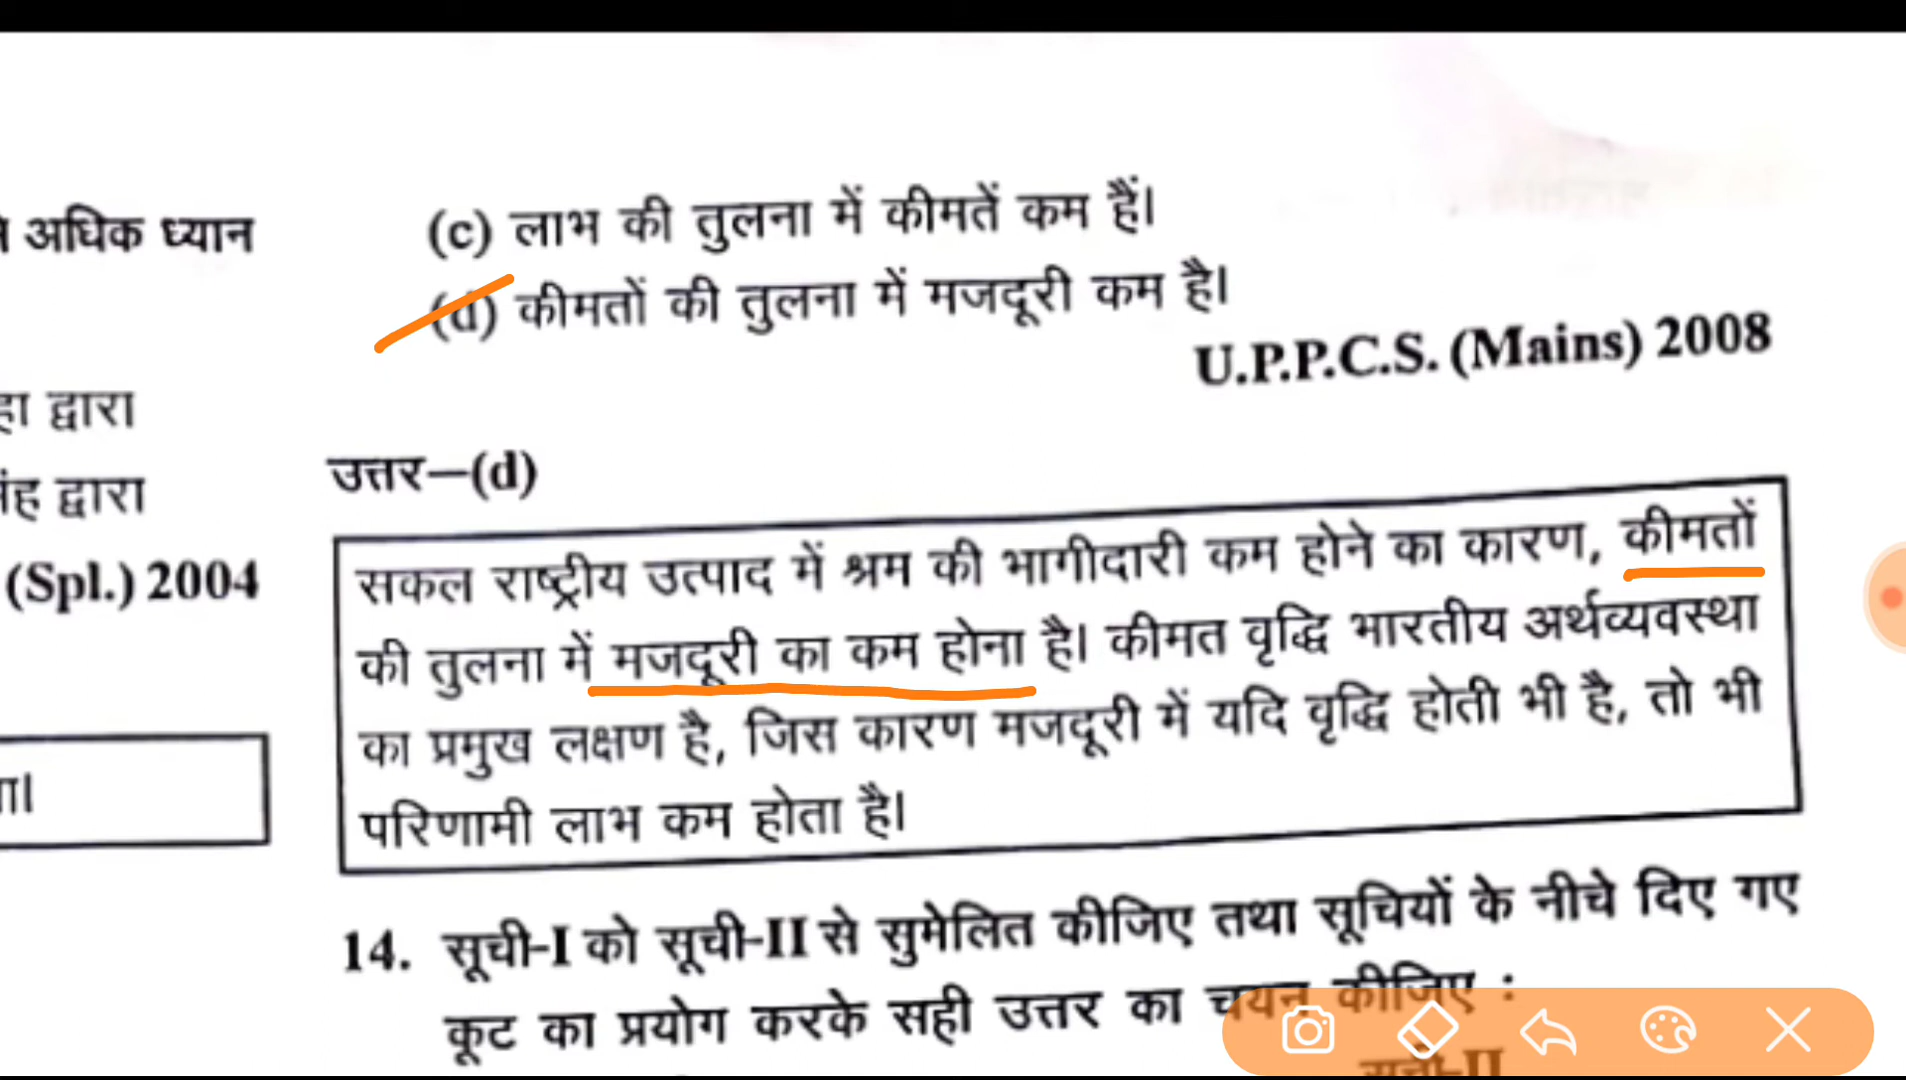 अधिक ध्यान
द्वारा
द्वारा
(Spl.) 2004
(c) लाभ की तुलना में कीमतें कम हैं।
(d) कीमतों की तुलना में मजदूरी कम है।
U.P.P.C.S. (Mains) 2008
उत्तर—(d)
सकल राष्ट्रीय उत्पाद में श्रम की भागीदारी कम होने का कारण, कीमतों
की तुलना में मजदूरी का कम होना है। कीमत वृद्धि भारतीय अर्थव्यवस्था
का प्रमुख लक्षण है, जिस कारण मजदूरी में यदि वृद्धि होती भी है, तो भी
परिणामी लाभ कम होता है।
14. सूची-I को सूची-II से सुमेलित कीजिए तथा सूचियों के नीचे दिए गए
कूट का प्रयोग करके सही उत्तर का चयन कीजिए :
सूची-II